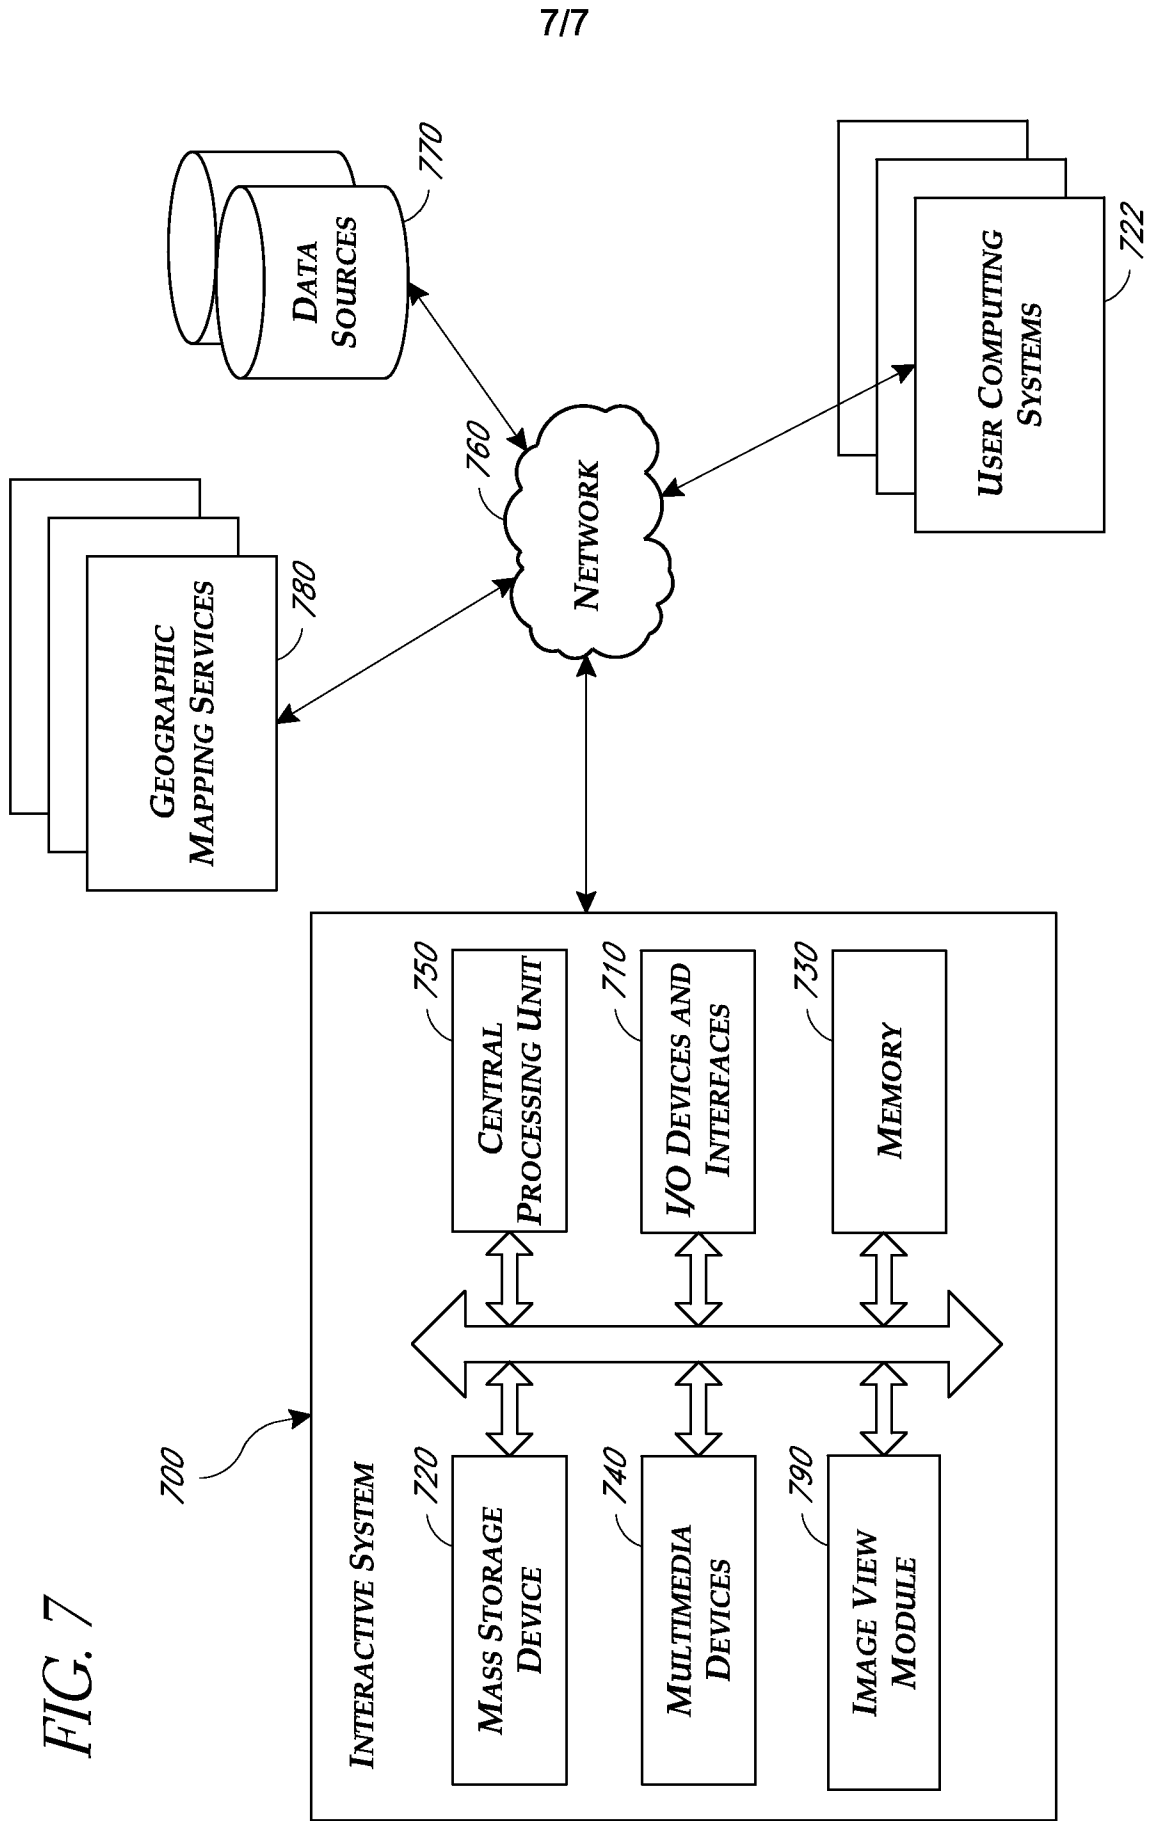 7/7
FIG. 7
700
INTERACTIVE SYSTEM
720
MASS STORAGE
DEVICE
740
MULTIMEDIA
DEVICES
790
IMAGE VIEW
MODULE
750
CENTRAL
PROCESSING UNIT
710
I/O DEVICES AND
INTERFACES
730
MEMORY
GEOGRAPHIC
MAPPING SERVICES
780
760
NETWORK
DATA
SOURCES
770
USER COMPUTING
SYSTEMS
722